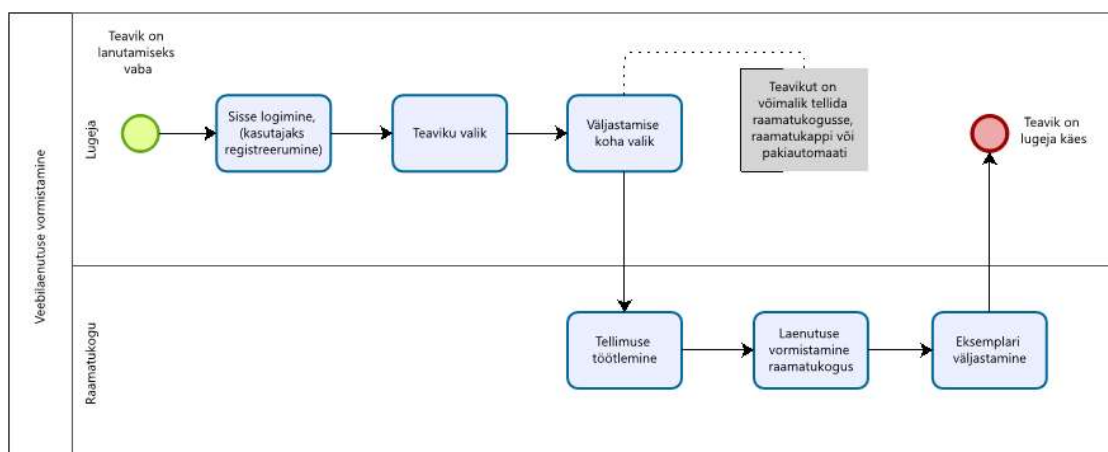 Veebilaenutuse vormistamine
Lugeja
Teavik on
lanutamiseks
vaba
Sisse logimine,
(kasutajaks
registreerumine)
Teaviku valik
Väljastamise
koha valik
Teavikut on
võimalik tellida
raamatukogusse,
raamatukappi või
pakiautomaati
Teavik on
lugeja käes
Raamatukogu
Tellimuse
töötlemine
Laenutuse
vormistamine
raamatukogus
Eksemplari
väljastamine